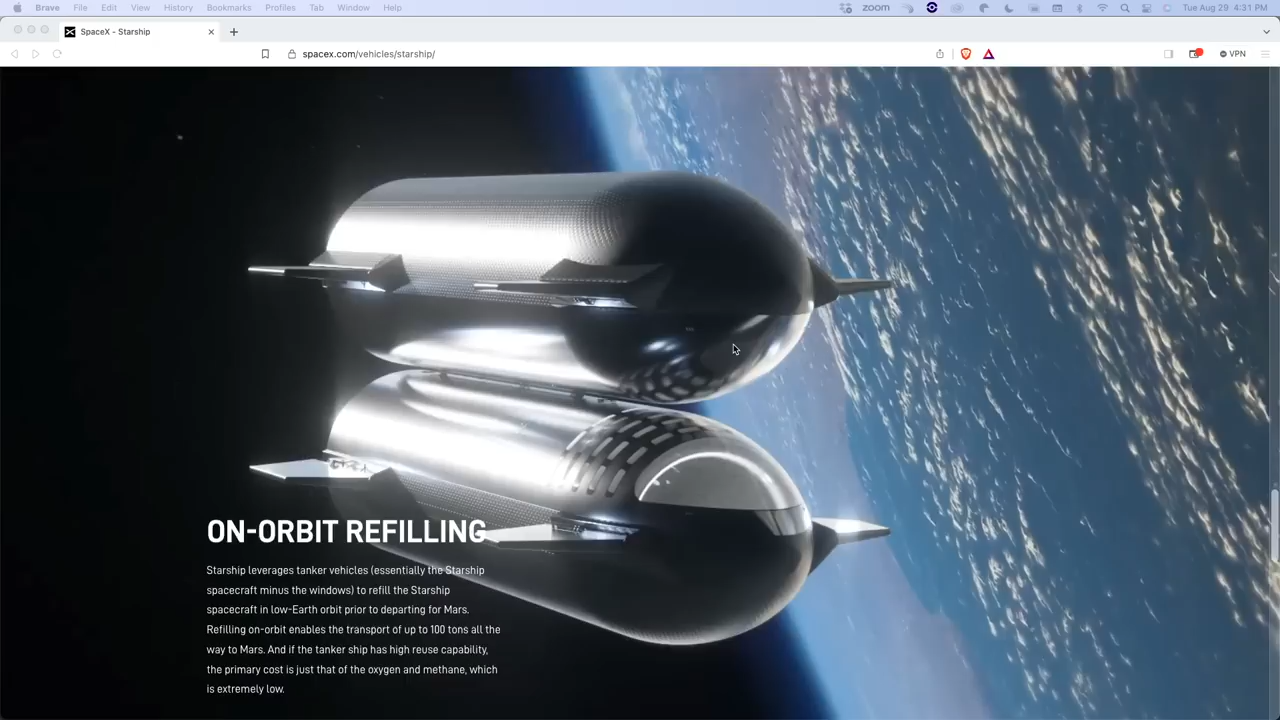 Brave File Edit View History Bookmarks Profiles Tab Window Help zoom Tue Aug 29 4:31 PM
SpaceX - Starship
spacex.com/vehicles/starship/ VPN
ON-ORBIT REFILLING
Starship leverages tanker vehicles (essentially the Starship
spacecraft minus the windows) to refill the Starship
spacecraft in low-Earth orbit prior to departing for Mars.
Refilling on-orbit enables the transport of up to 100 tons all the
way to Mars. And if the tanker ship has high reuse capability,
the primary cost is just that of the oxygen and methane, which
is extremely low.